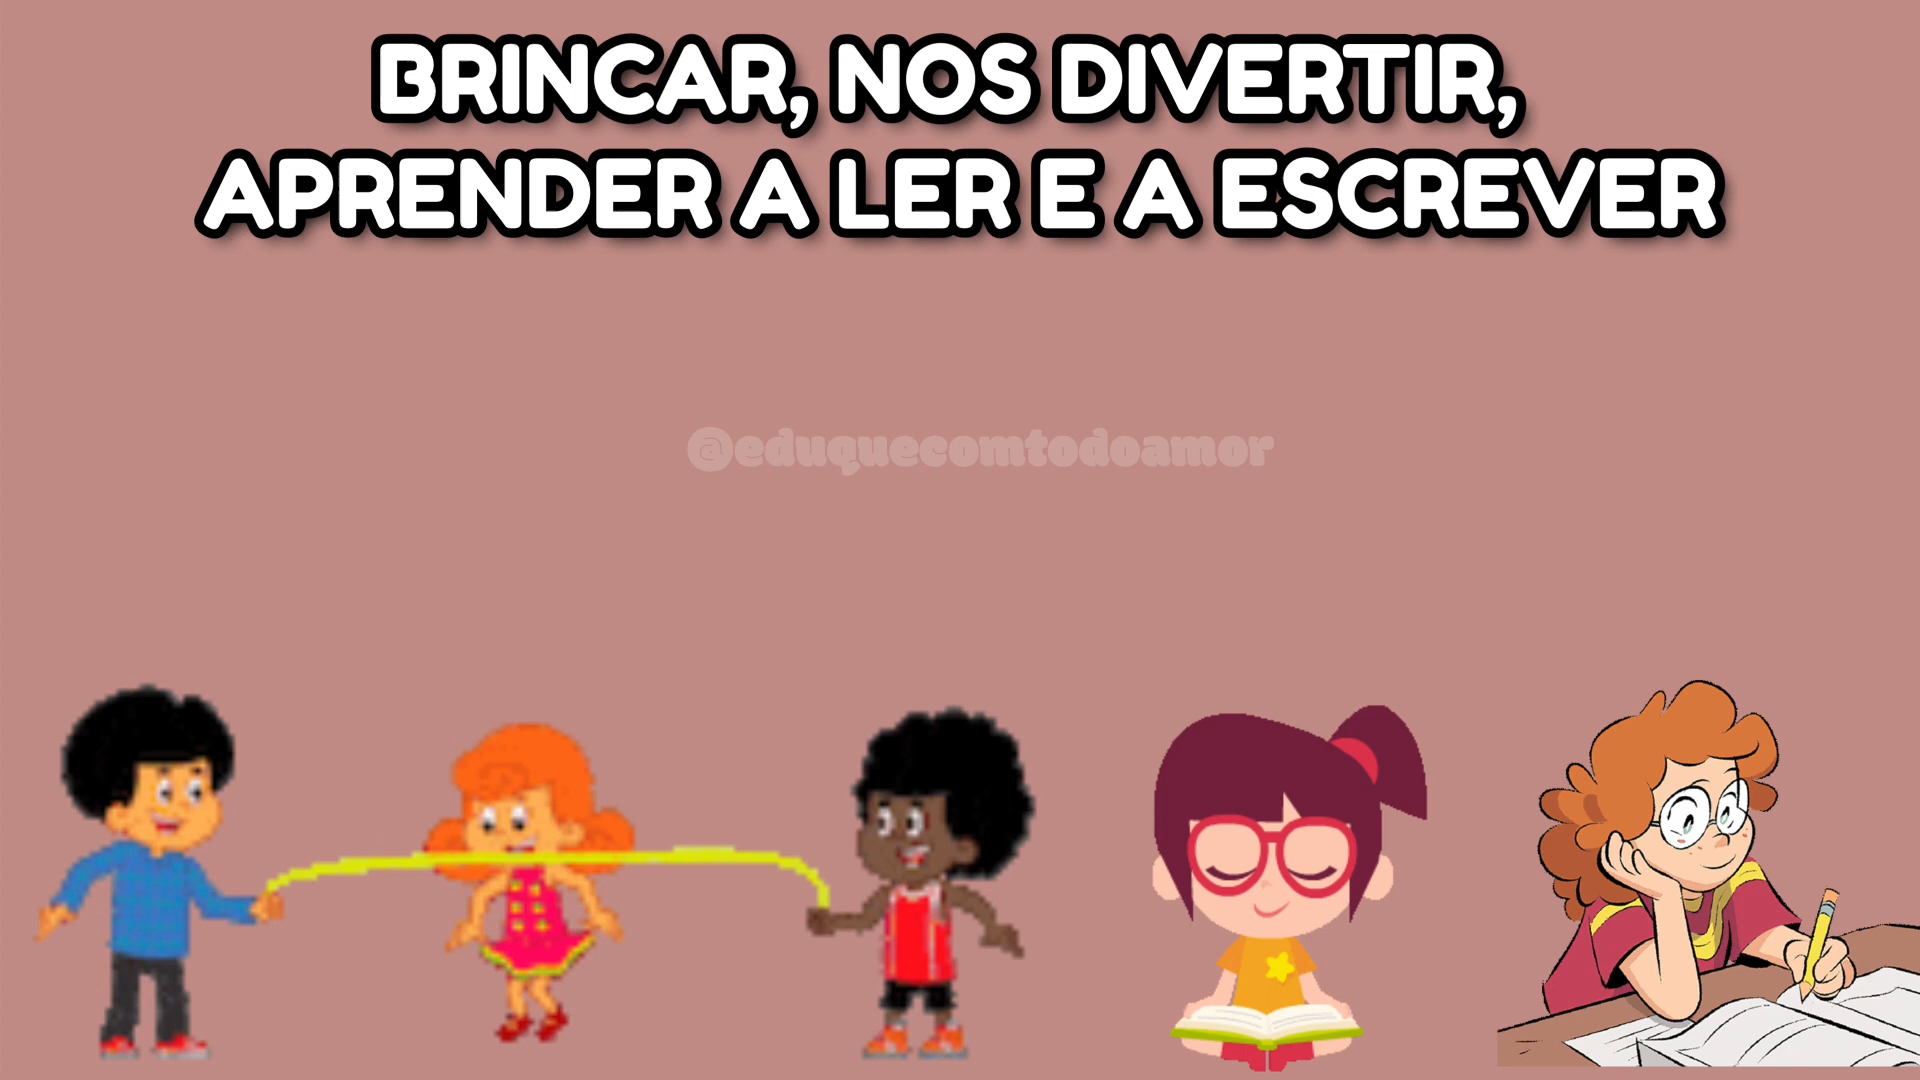 BRINCAR, NOS DIVERTIR,
APRENDER A LER E A ESCREVER
@eduquecomtodoamor